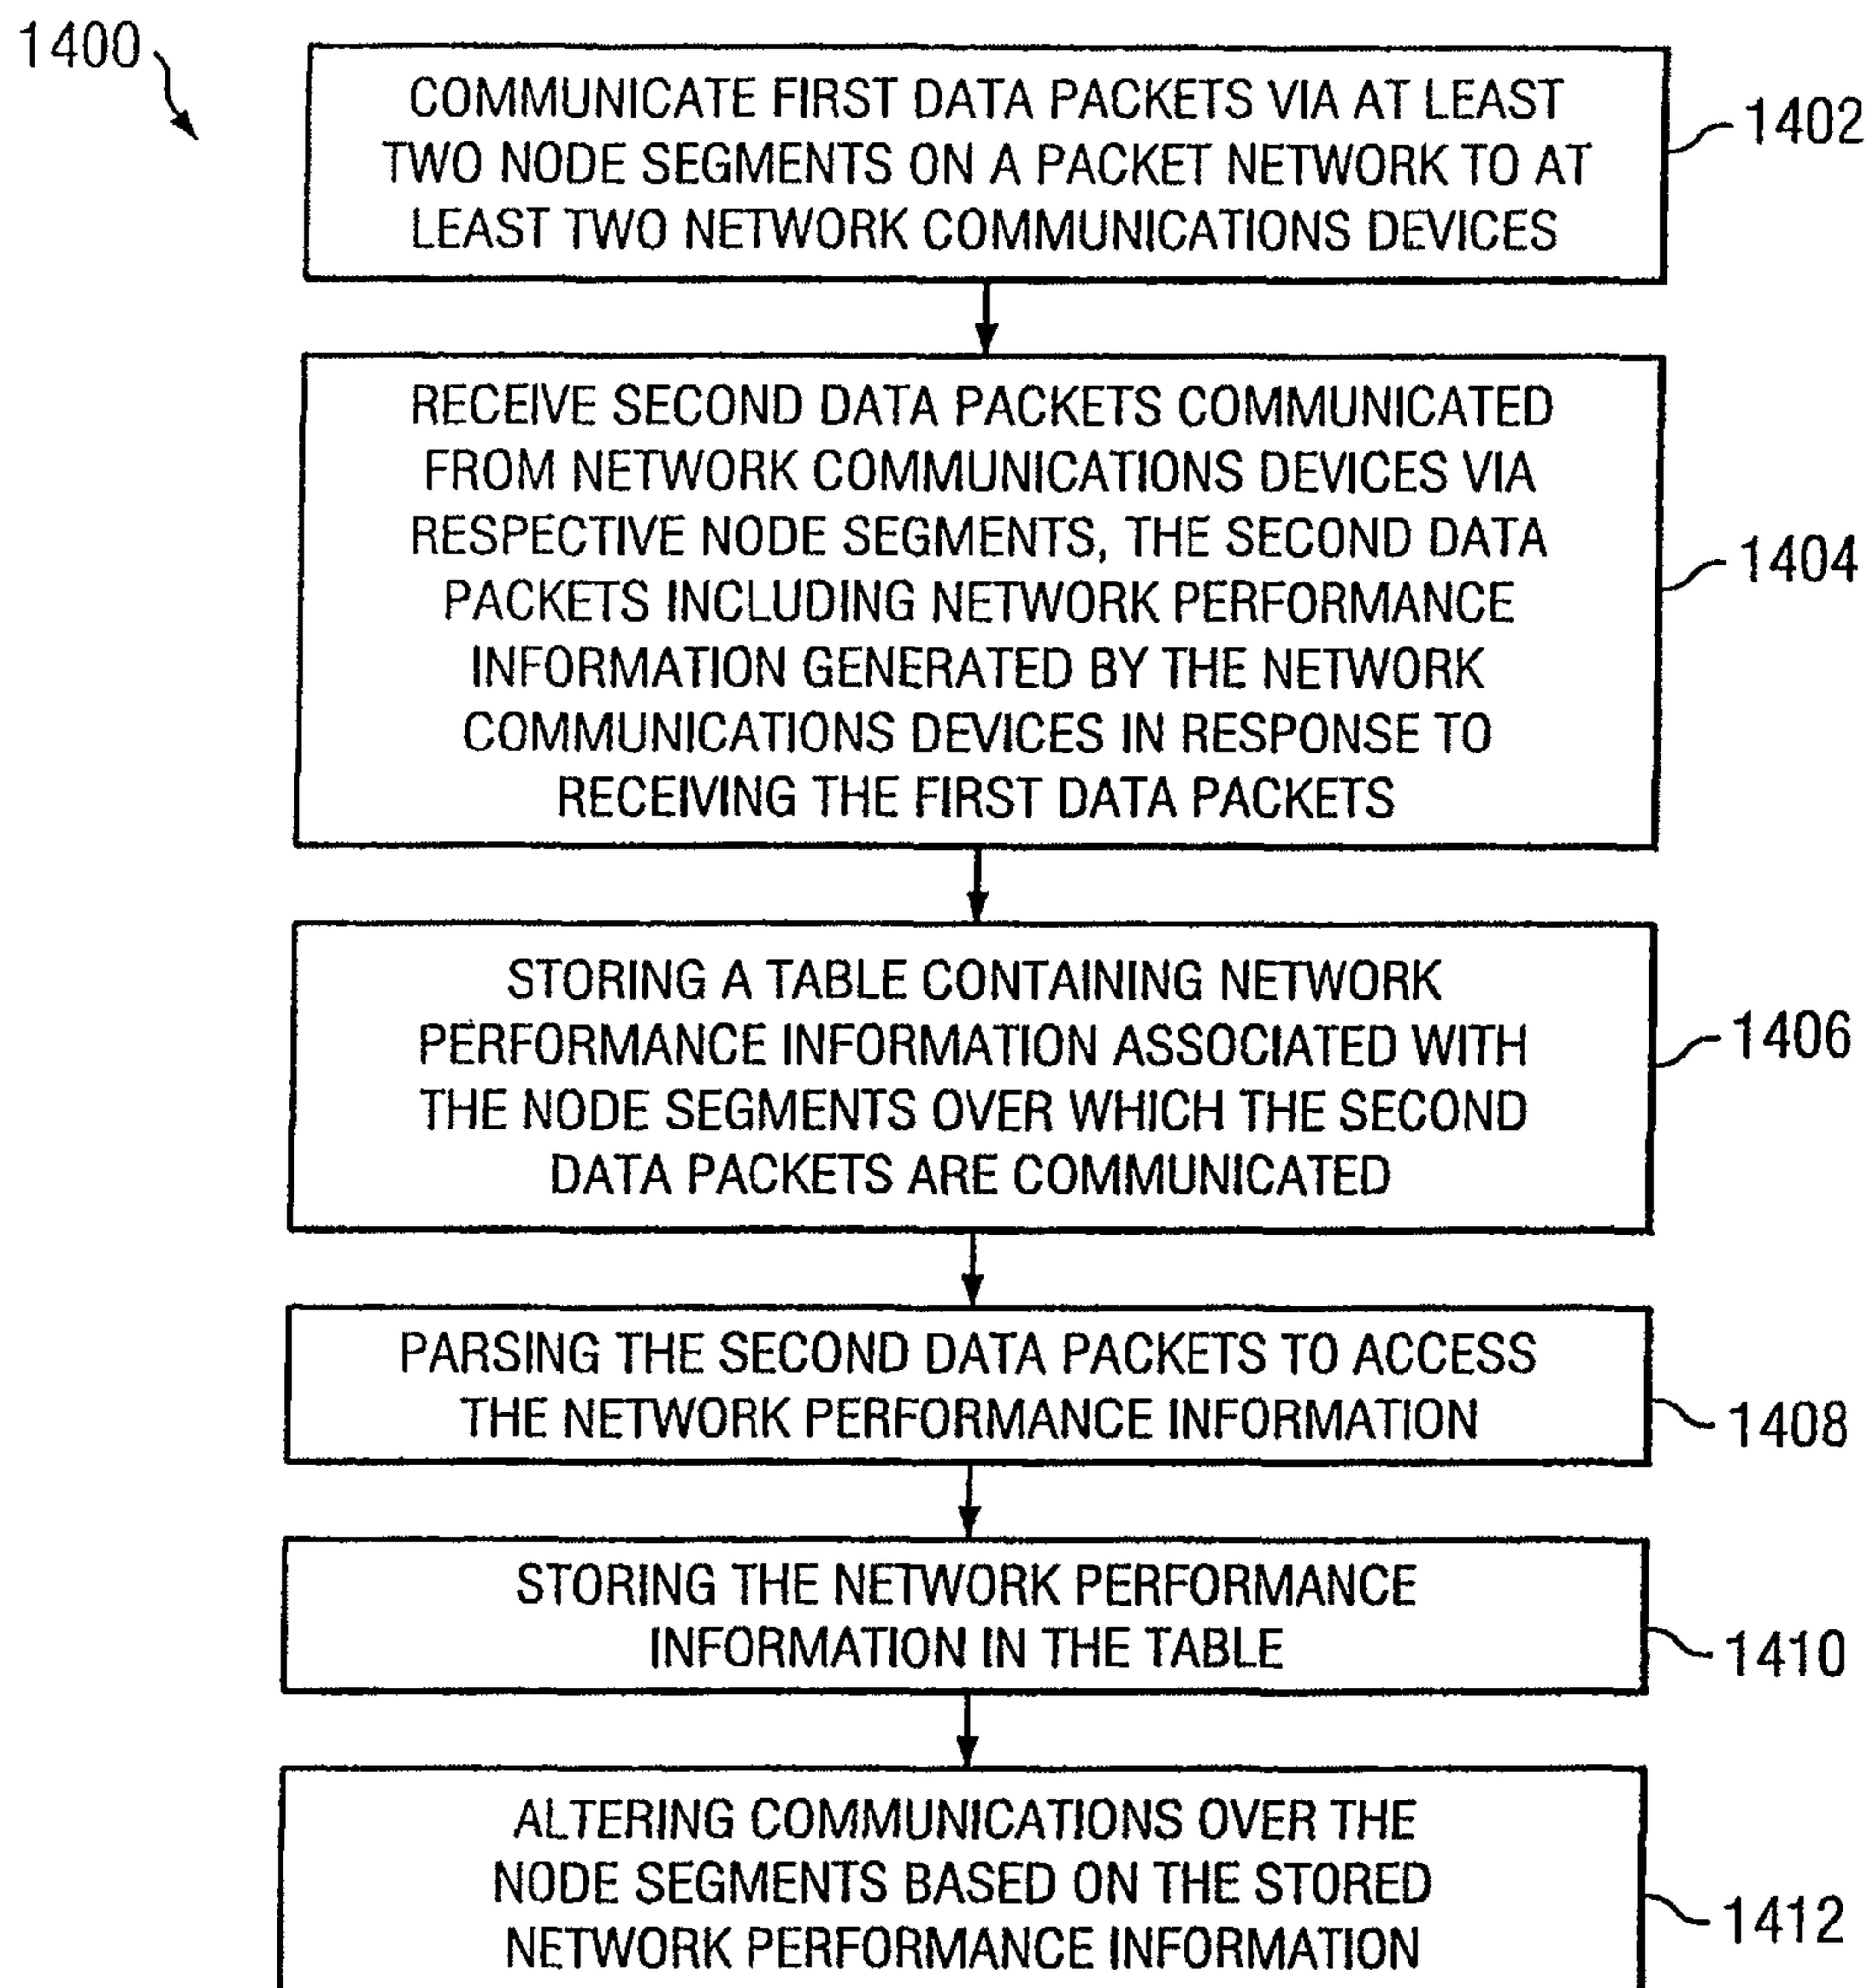 1400
COMMUNICATE FIRST DATA PACKETS VIA AT LEAST
TWO NODE SEGMENTS ON A PACKET NETWORK TO AT
LEAST TWO NETWORK COMMUNICATIONS DEVICES
1402
RECEIVE SECOND DATA PACKETS COMMUNICATED
FROM NETWORK COMMUNICATIONS DEVICES VIA
RESPECTIVE NODE SEGMENTS, THE SECOND DATA
PACKETS INCLUDING NETWORK PERFORMANCE
INFORMATION GENERATED BY THE NETWORK
COMMUNICATIONS DEVICES IN RESPONSE TO
RECEIVING THE FIRST DATA PACKETS
1404
STORING A TABLE CONTAINING NETWORK
PERFORMANCE INFORMATION ASSOCIATED WITH
THE NODE SEGMENTS OVER WHICH THE SECOND
DATA PACKETS ARE COMMUNICATED
1406
PARSING THE SECOND DATA PACKETS TO ACCESS
THE NETWORK PERFORMANCE INFORMATION
1408
STORING THE NETWORK PERFORMANCE
INFORMATION IN THE TABLE
1410
ALTERING COMMUNICATIONS OVER THE
NODE SEGMENTS BASED ON THE STORED
NETWORK PERFORMANCE INFORMATION
1412